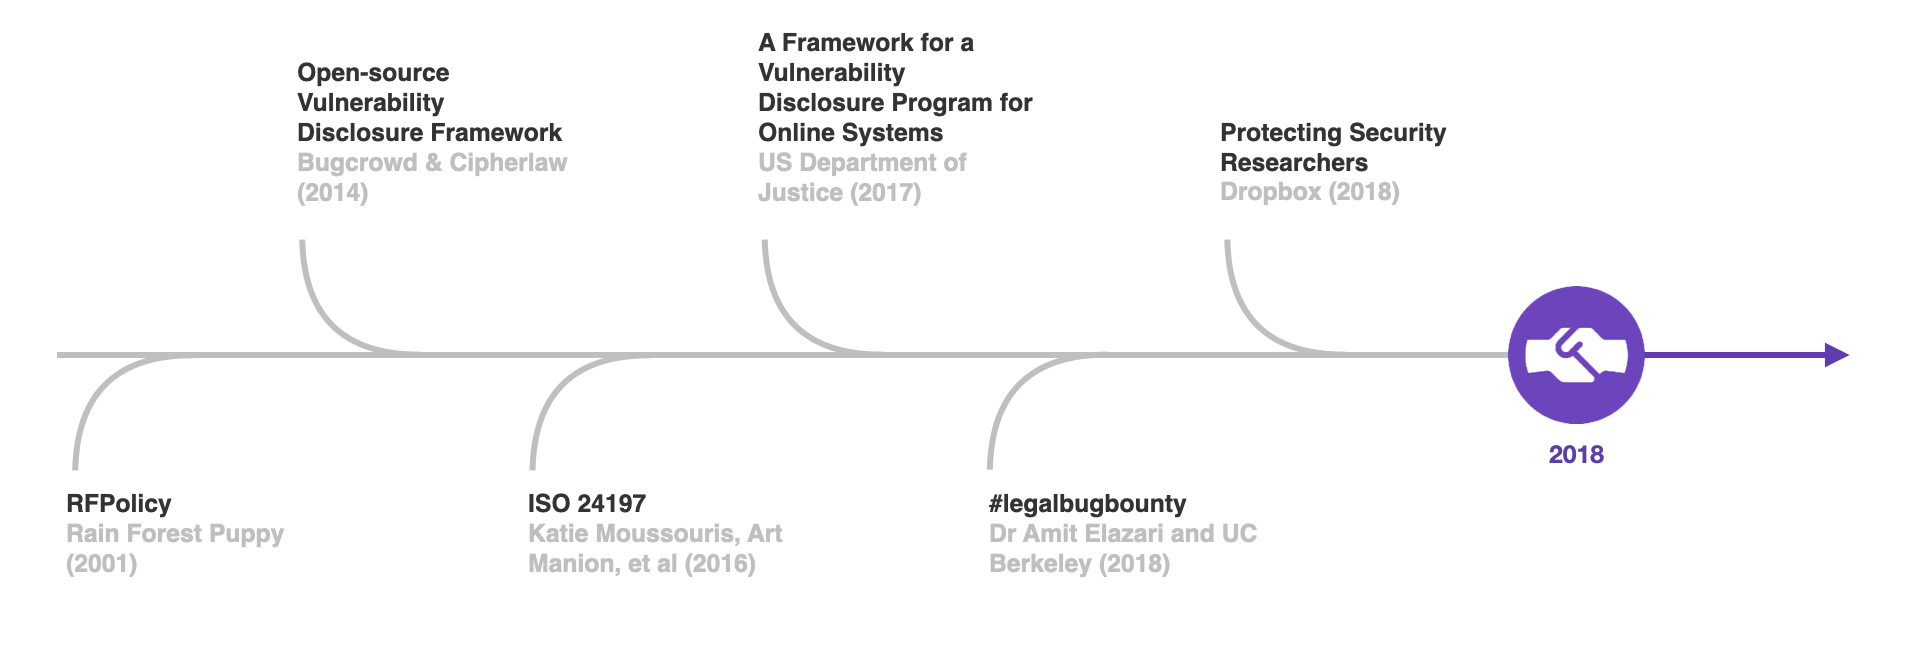 Open-source
Vulnerability
Disclosure Framework
Bugcrowd & Cipherlaw
(2014)
A Framework for a
Vulnerability
Disclosure Program for
Online Systems
US Department of
Justice (2017)
Protecting Security
Researchers
Dropbox (2018)
2018
RFPolicy
Rain Forest Puppy
(2001)
ISO 24197
Katie Moussouris, Art
Manion, et al (2016)
#legalbugbounty
Dr Amit Elazari and UC
Berkeley (2018)